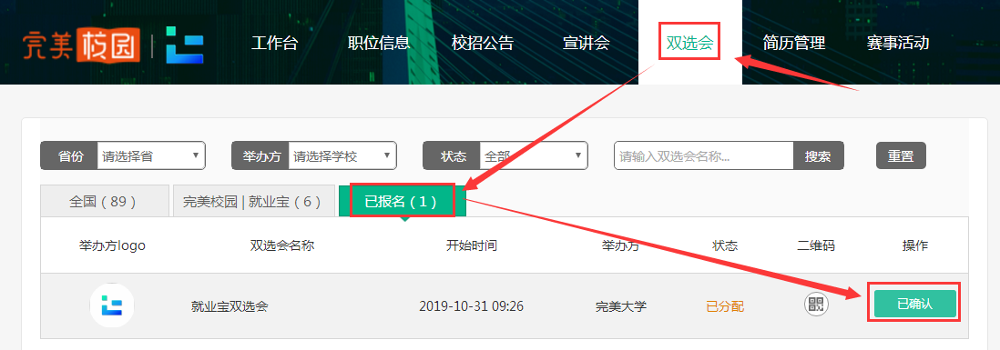 完美校园 工作台 职位信息 校招公告 宣讲会 双选会 简历管理 赛事活动
省份 请选择省 举办方 请选择学校 状态 全部 请输入双选会名称... 搜索 重置
全国（89） 完美校园 | 就业宝（6） 已报名（1）
举办方logo 双选会名称 开始时间 举办方 状态 二维码 操作
就业宝双选会 2019-10-31 09:26 完美大学 已分配 已确认